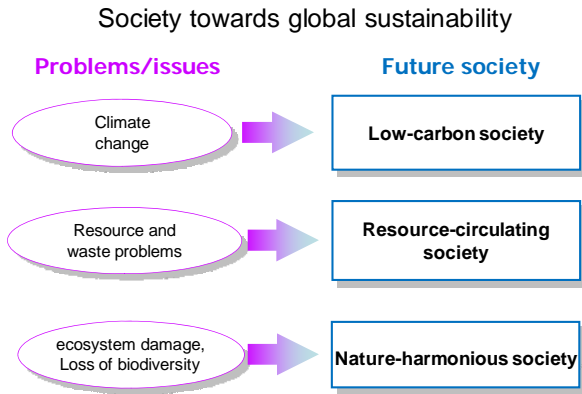 Society towards global sustainability
Problems/issues
Future society
Climate
change
Low-carbon society
Resource and
waste problems
Resource-circulating
society
ecosystem damage,
Loss of biodiversity
Nature-harmonious society